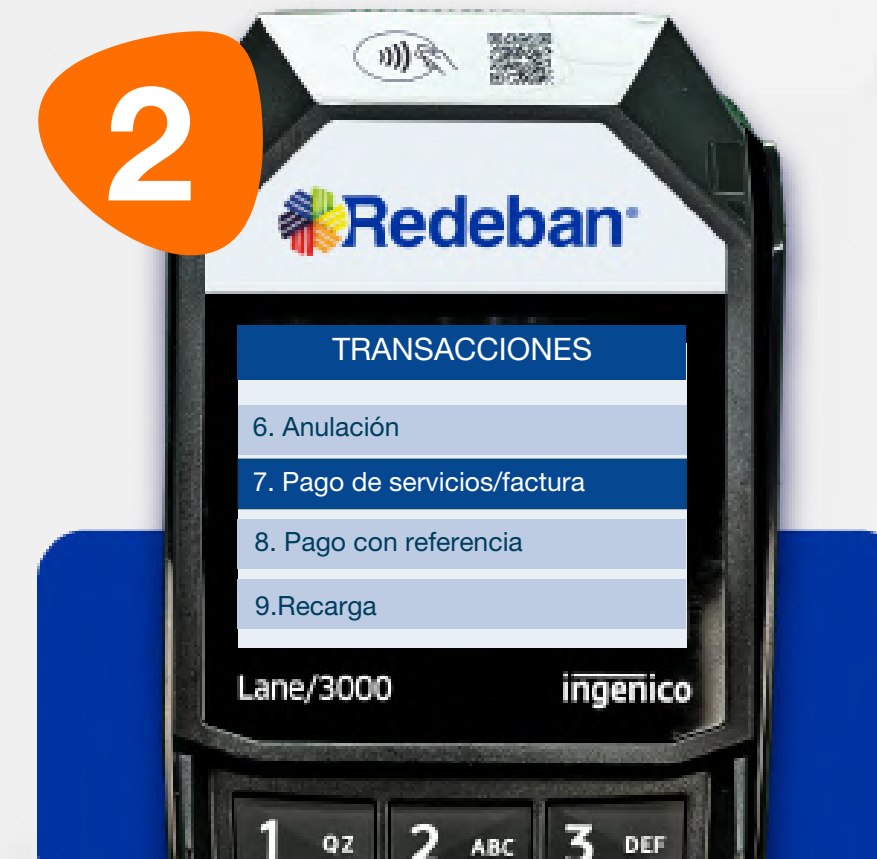 2
Redeban
TRANSACCIONES
6. Anulación
7. Pago de servicios/factura
8. Pago con referencia
9.Recarga
Lane/3000 ingenico
1 QZ 2 ABC 3 DEF